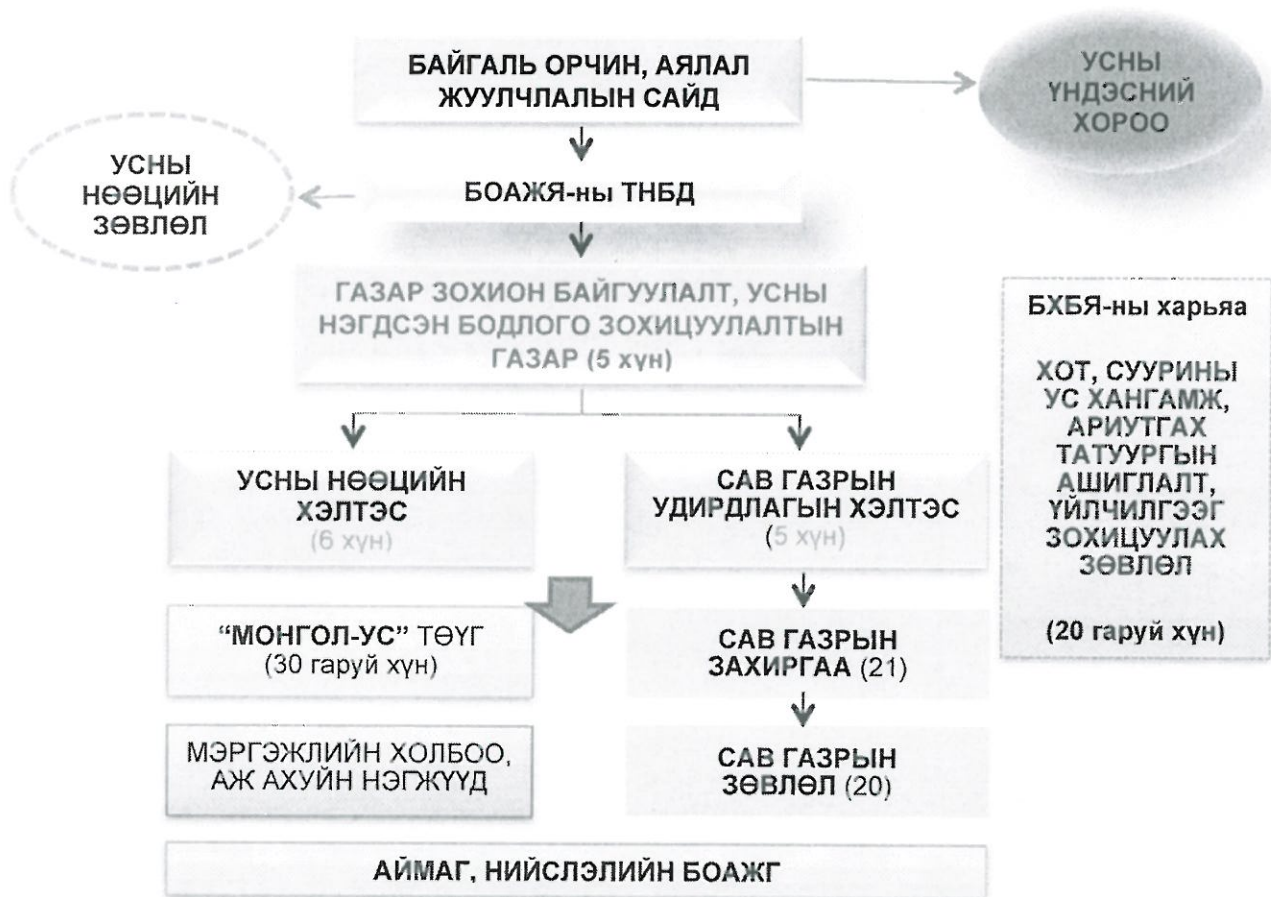 БАЙГАЛЬ ОРЧИН, АЯЛАЛ
ЖУУЛЧЛАЛЫН САЙД
УСНЫ
ҮНДЭСНИЙ
ХОРОО
УСНЫ
НӨӨЦИЙН
ЗӨВЛӨЛ
БОАЖЯ-ны ТНБД
ГАЗАР ЗОХИОН БАЙГУУЛАЛТ, УСНЫ
НЭГДСЭН БОДЛОГО ЗОХИЦУУЛАЛТЫН
ГАЗАР (5 хүн)
УСНЫ НӨӨЦИЙН
ХЭЛТЭС
(6 хүн)
САВ ГАЗРЫН
УДИРДЛАГЫН ХЭЛТЭС
(5 хүн)
"МОНГОЛ-УС" ТӨҮГ
(30 гаруй хүн)
САВ ГАЗРЫН
ЗАХИРГАА (21)
МЭРГЭЖЛИЙН ХОЛБОО,
АЖ АХУЙН НЭГЖҮҮД
САВ ГАЗРЫН
ЗӨВЛӨЛ (20)
АЙМАГ, НИЙСЛЭЛИЙН БОАЖГ
БХБЯ-ны харьяа
ХОТ, СУУРИНЫ
УС ХАНГАМЖ,
АРИУТГАХ
ТАТУУРГЫН
АШИГЛАЛТ,
ҮЙЛЧИЛГЭЭГ
ЗОХИЦУУЛАХ
ЗӨВЛӨЛ
(20 гаруй хүн)